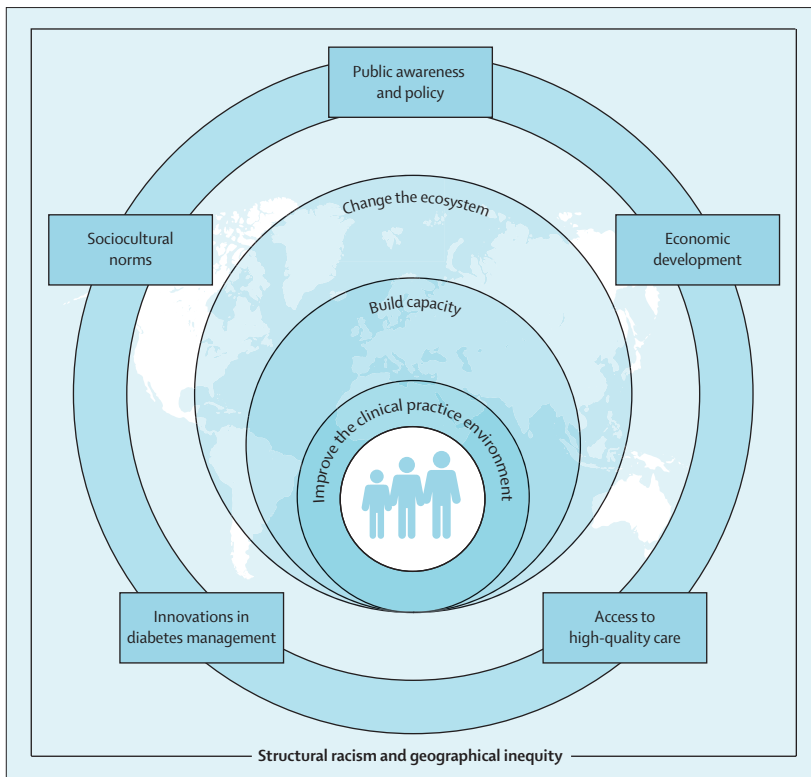 Public awareness
and policy
Change the ecosystem
Sociocultural
norms
Economic
development
Build capacity
Improve the clinical practice environment
Innovations in
diabetes management
Access to
high-quality care
Structural racism and geographical inequity